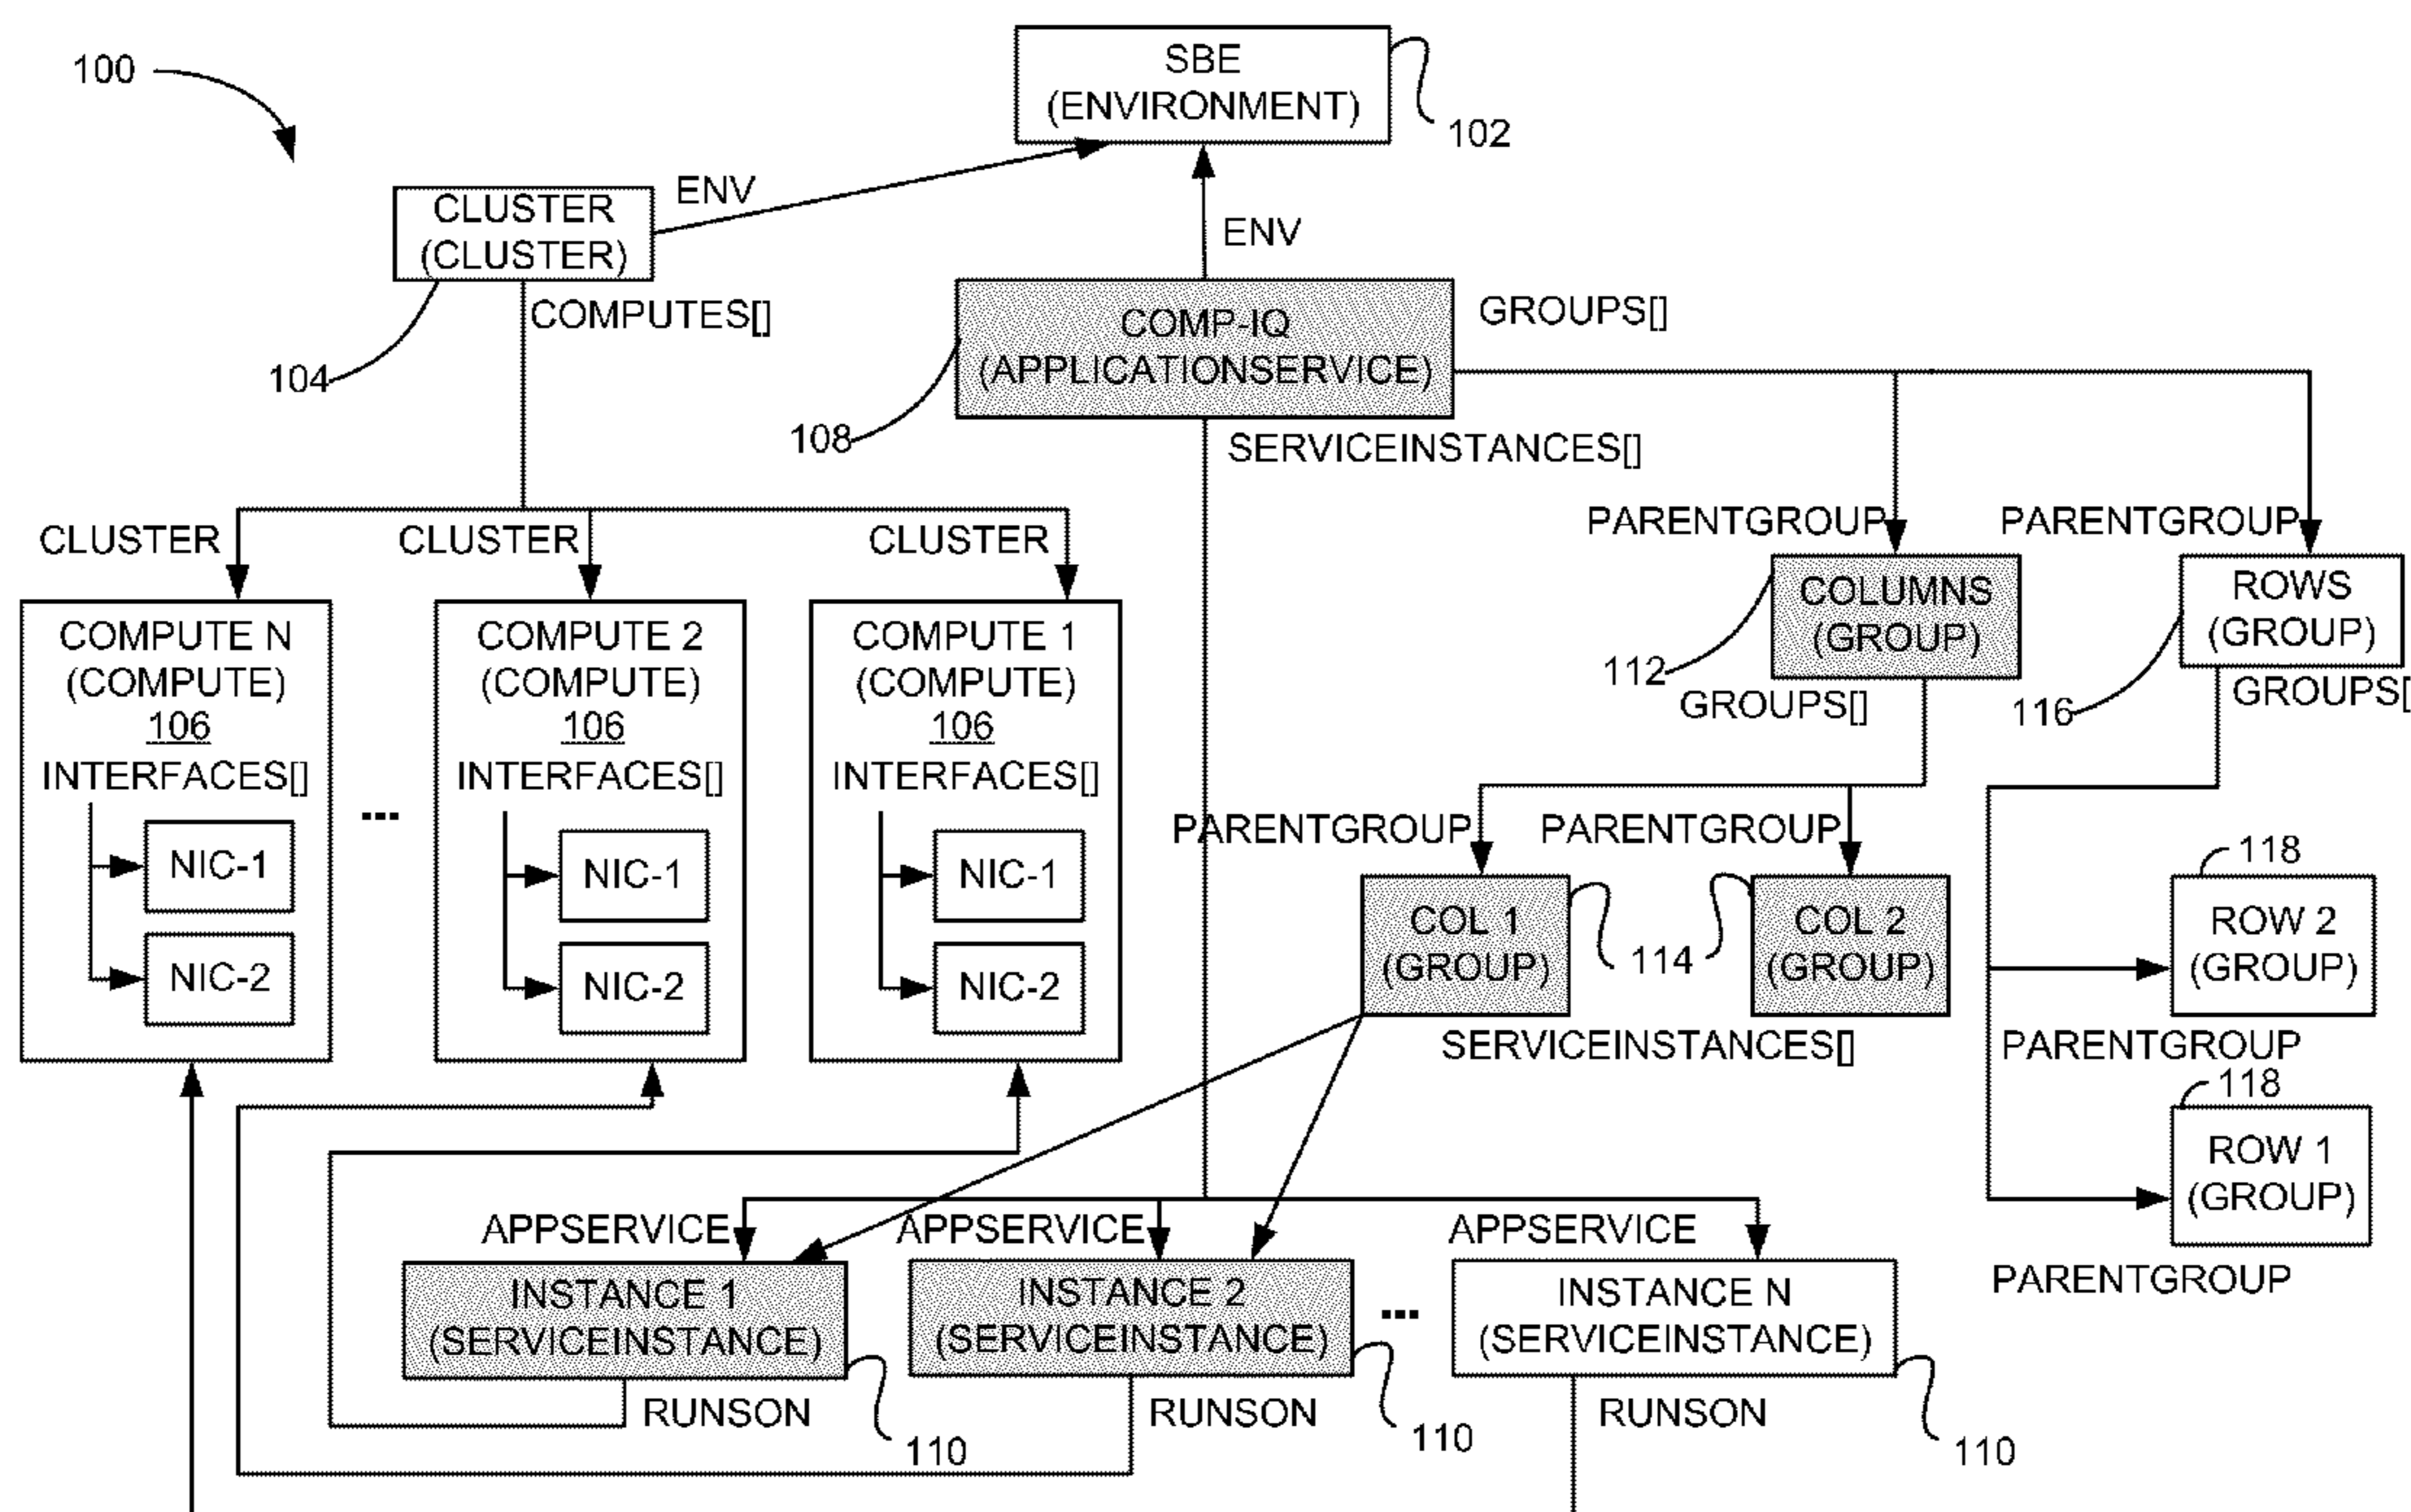 100
SBE
(ENVIRONMENT)
102
ENV
CLUSTER
(CLUSTER)
104
COMPUTES[]
ENV
COMP-IQ
(APPLICATIONSERVICE)
108
GROUPS[]
SERVICEINSTANCES[]
CLUSTER
CLUSTER
CLUSTER
PARENTGROUP
PARENTGROUP
COMPUTE N
(COMPUTE)
106
INTERFACES[]
NIC-1
NIC-2
...
COMPUTE 2
(COMPUTE)
106
INTERFACES[]
NIC-1
NIC-2
COMPUTE 1
(COMPUTE)
106
INTERFACES[]
NIC-1
NIC-2
COLUMNS
(GROUP)
112
GROUPS[]
ROWS
(GROUP)
116
GROUPS[
PARENTGROUP
PARENTGROUP
COL 1
(GROUP)
114
COL 2
(GROUP)
SERVICEINSTANCES[]
118
ROW 2
(GROUP)
PARENTGROUP
118
ROW 1
(GROUP)
PARENTGROUP
APPSERVICE
APPSERVICE
APPSERVICE
INSTANCE 1
(SERVICEINSTANCE)
RUNSON
110
INSTANCE 2
(SERVICEINSTANCE)
RUNSON
110
...
INSTANCE N
(SERVICEINSTANCE)
RUNSON
110